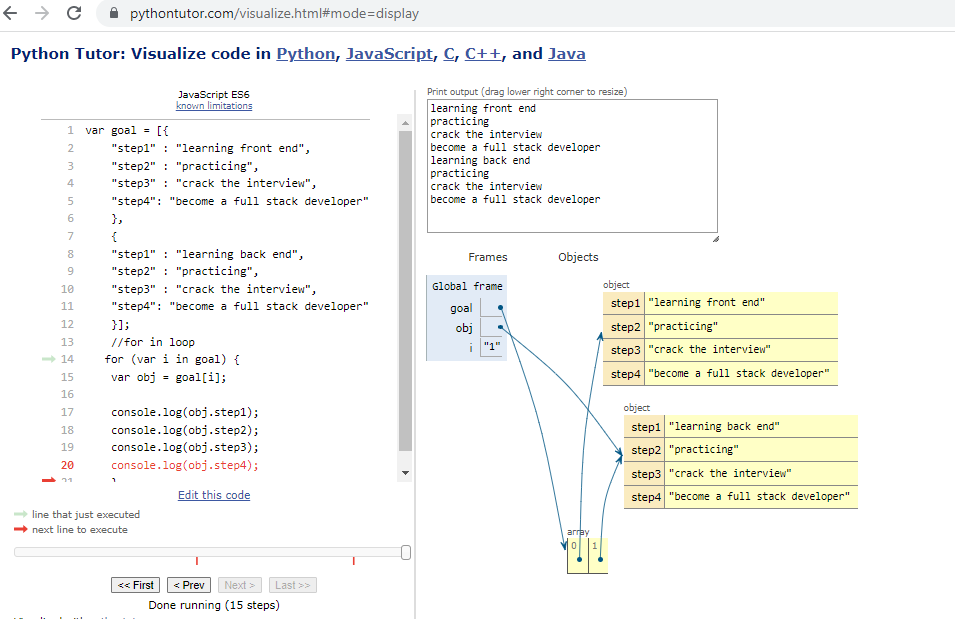 pythontutor.com/visualize.html#mode=display
Python Tutor: Visualize code in Python, JavaScript, C, C++, and Java
JavaScript ES6
known limitations
1 var goal = [{
2 "step1" : "learning front end",
3 "step2" : "practicing",
4 "step3" : "crack the interview",
5 "step4": "become a full stack developer"
6 },
7 {
8 "step1" : "learning back end",
9 "step2" : "practicing",
10 "step3" : "crack the interview",
11 "step4": "become a full stack developer"
12 }];
13 //for in loop
14 for (var i in goal) {
15 var obj = goal[i];
16
17 console.log(obj.step1);
18 console.log(obj.step2);
19 console.log(obj.step3);
20 console.log(obj.step4);
21 }
Edit this code
line that just executed
next line to execute
<< First < Prev Next > Last >>
Done running (15 steps)
Print output (drag lower right corner to resize)
learning front end
practicing
crack the interview
become a full stack developer
learning back end
practicing
crack the interview
become a full stack developer
Frames Objects
Global frame
goal
obj
i "1"
object
step1 "learning front end"
step2 "practicing"
step3 "crack the interview"
step4 "become a full stack developer"
object
step1 "learning back end"
step2 "practicing"
step3 "crack the interview"
step4 "become a full stack developer"
array
0 1